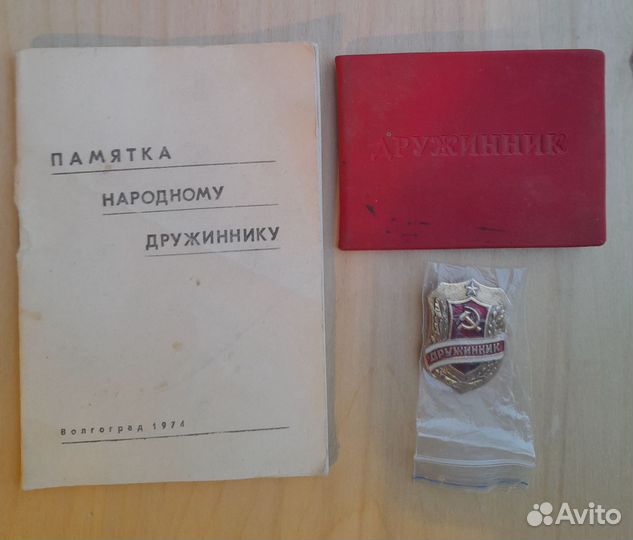 ПАМЯТКА
НАРОДНОМУ
ДРУЖИННИКУ
Волгоград 1974
ДРУЖИННИК
ДРУЖИННИК
Avito